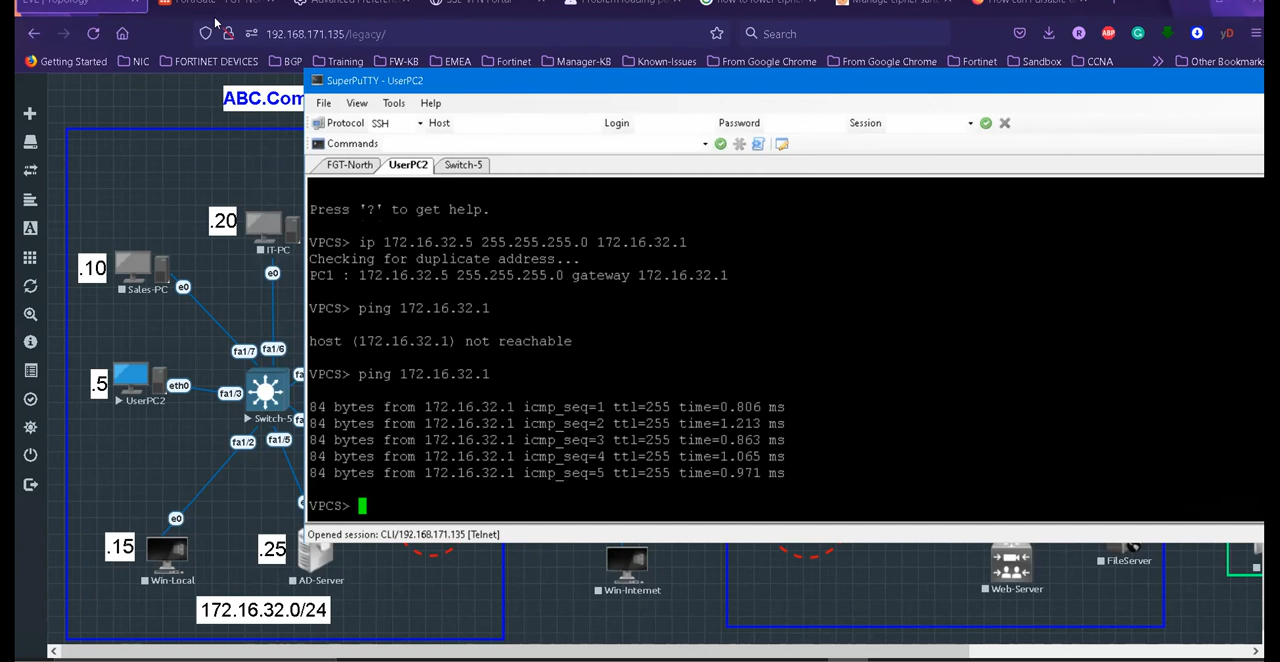 192.168.171.135/legacy/
Search
Getting Started
NIC
FORTINET DEVICES
BGP
Training
FW-KB
EMEA
Fortinet
Manager-KB
Known-Issues
From Google Chrome
From Google Chrome
Fortinet
Sandbox
CCNA
Other Bookmarks
SuperPuTTY - UserPC2
File View Tools Help
Protocol SSH Host Login Password Session
Commands
FGT-North UserPC2 Switch-5
Press '?' to get help.
VPCS> ip 172.16.32.5 255.255.255.0 172.16.32.1
Checking for duplicate address...
PC1 : 172.16.32.5 255.255.255.0 gateway 172.16.32.1
VPCS> ping 172.16.32.1
host (172.16.32.1) not reachable
VPCS> ping 172.16.32.1
84 bytes from 172.16.32.1 icmp_seq=1 ttl=255 time=0.806 ms
84 bytes from 172.16.32.1 icmp_seq=2 ttl=255 time=1.213 ms
84 bytes from 172.16.32.1 icmp_seq=3 ttl=255 time=0.863 ms
84 bytes from 172.16.32.1 icmp_seq=4 ttl=255 time=1.065 ms
84 bytes from 172.16.32.1 icmp_seq=5 ttl=255 time=0.971 ms
VPCS>
Opened session: CLI/192.168.171.135 [Telnet]
ABC.Com
.20
IT-PC
e0
.10
Sales-PC
e0
fa1/7
fa1/6
.5
UserPC2
eth0
fa1/3
Switch-5
fa1/2
fa1/5
e0
.15
Win-Local
.25
AD-Server
172.16.32.0/24
Win-Internet
Web-Server
FileServer